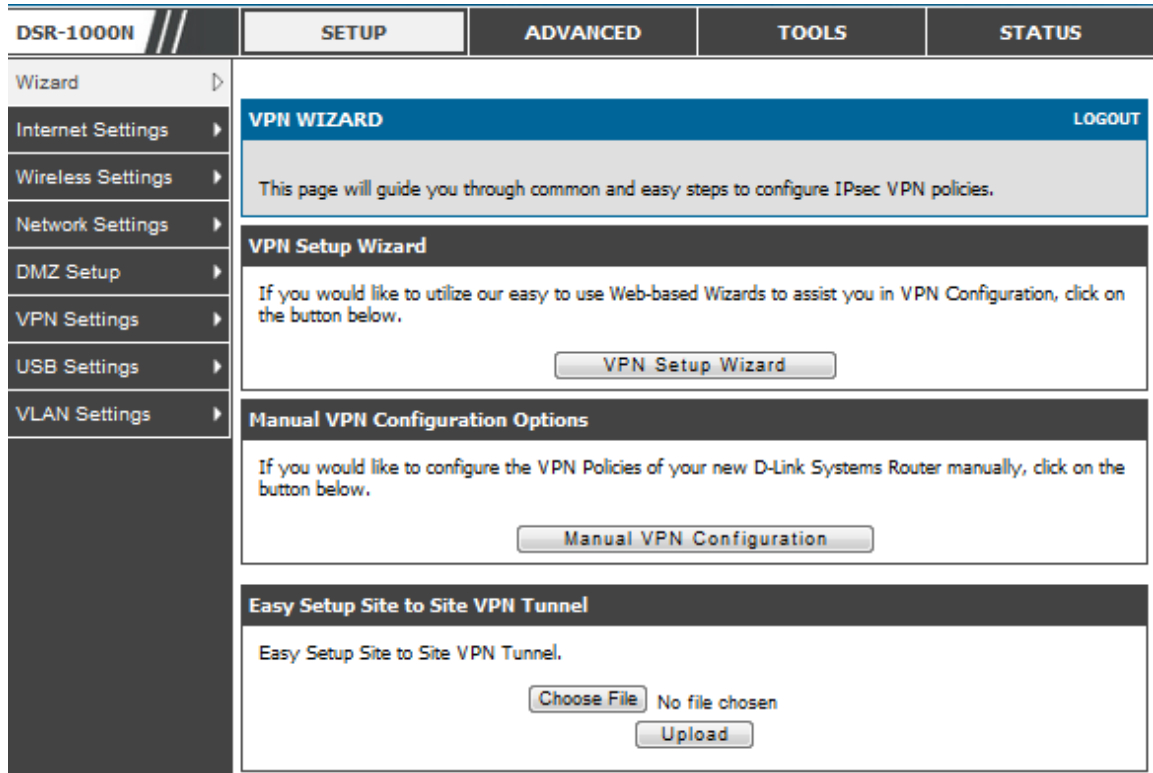 DSR-1000N
SETUP
ADVANCED
TOOLS
STATUS
Wizard
Internet Settings
Wireless Settings
Network Settings
DMZ Setup
VPN Settings
USB Settings
VLAN Settings
VPN WIZARD
LOGOUT
This page will guide you through common and easy steps to configure IPsec VPN policies.
VPN Setup Wizard
If you would like to utilize our easy to use Web-based Wizards to assist you in VPN Configuration, click on
the button below.
VPN Setup Wizard
Manual VPN Configuration Options
If you would like to configure the VPN Policies of your new D-Link Systems Router manually, click on the
button below.
Manual VPN Configuration
Easy Setup Site to Site VPN Tunnel
Easy Setup Site to Site VPN Tunnel.
Choose File No file chosen
Upload